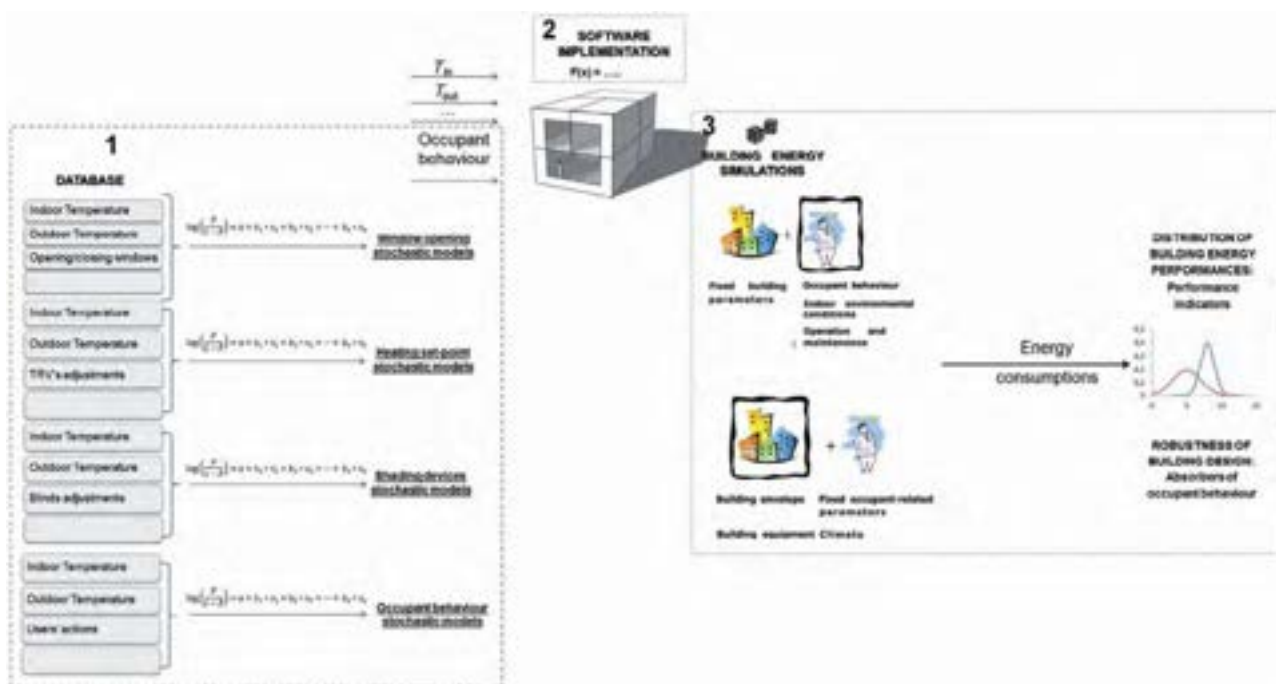 1
DATABASE
Indoor Temperature
Outdoor Temperature
Opening/closing windows
Window opening
stochastic models
Indoor Temperature
Outdoor Temperature
TRV's adjustments
Heating set-point
stochastic models
Indoor Temperature
Outdoor Temperature
Blinds adjustments
Shading devices
stochastic models
Indoor Temperature
Outdoor Temperature
Users' actions
Occupant behaviour
stochastic models
T_in
T_out
...
Occupant
behaviour
2
SOFTWARE
IMPLEMENTATION
F(x) = ....
3
BUILDING ENERGY
SIMULATIONS
+
Fixed building
parameters
Occupant behaviour
Indoor environmental
conditions
Operation and
maintenance
+
Building envelope
Fixed occupant-related
parameters
Building equipment Climate
Energy
consumptions
DISTRIBUTION OF
BUILDING ENERGY
PERFORMANCES:
Performance
indicators
ROBUSTNESS OF
BUILDING DESIGN:
Absorbers of
occupant behaviour